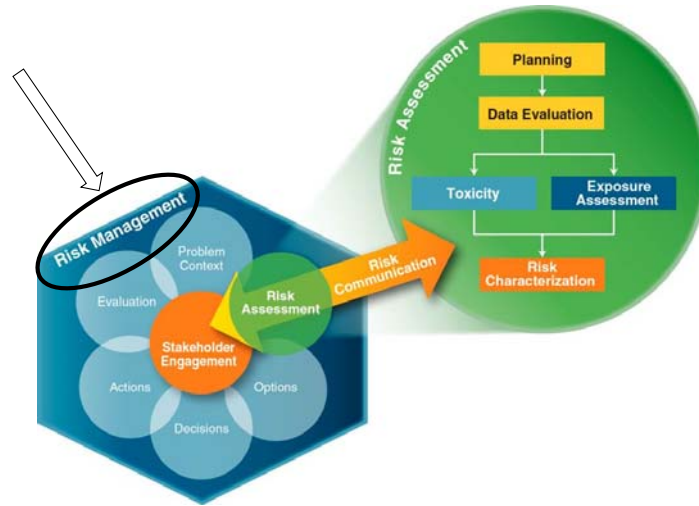 Risk Assessment
Planning
Data Evaluation
Toxicity
Exposure
Assessment
Risk
Characterization
Risk Management
Problem
Context
Evaluation
Risk
Assessment
Risk
Communication
Stakeholder
Engagement
Actions
Options
Decisions